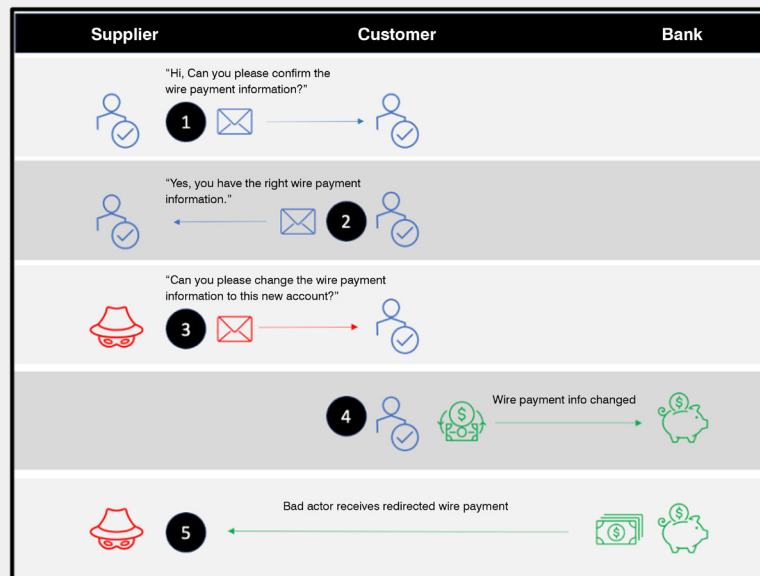 Supplier
Customer
Bank
“Hi, Can you please confirm the
wire payment information?”
1
“Yes, you have the right wire payment
information.”
2
“Can you please change the wire payment
information to this new account?”
3
4
$
Wire payment info changed
$
Bad actor receives redirected wire payment
5
$
$